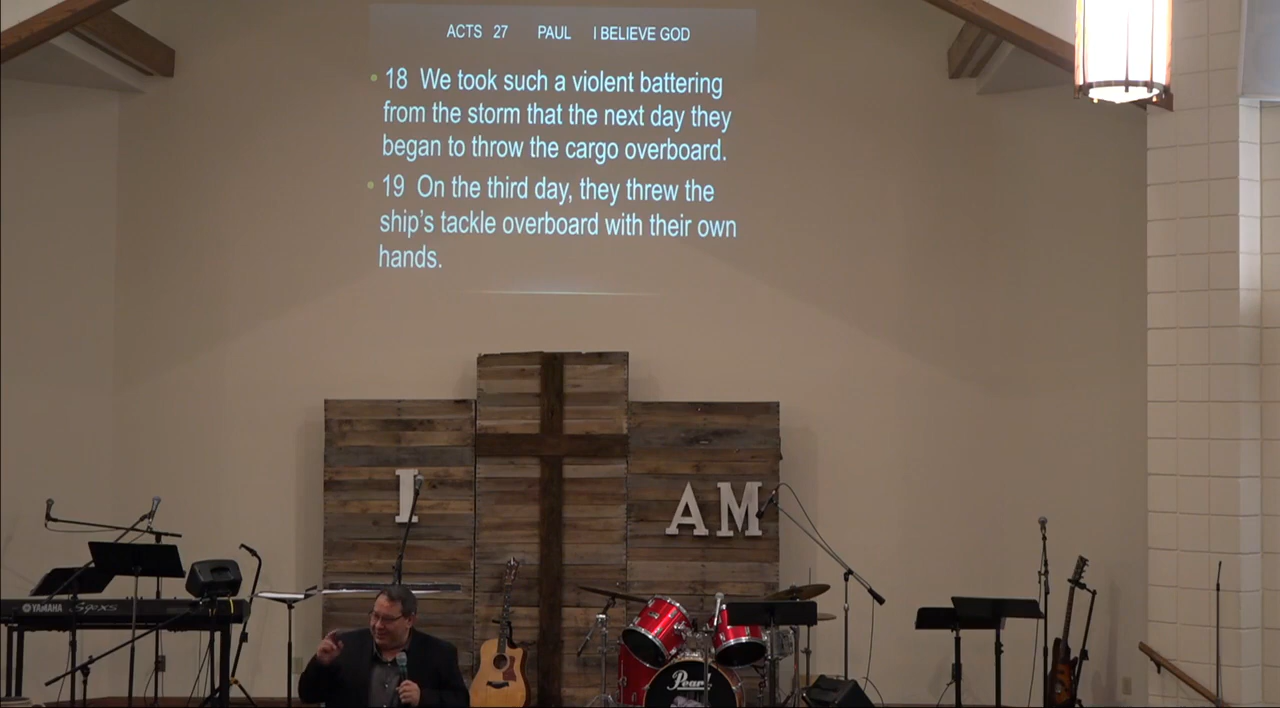 ACTS 27 PAUL I BELIEVE GOD
• 18 We took such a violent battering
from the storm that the next day they
began to throw the cargo overboard.
• 19 On the third day, they threw the
ship's tackle overboard with their own
hands.
I AM
YAMAHA S90XS
Pearl